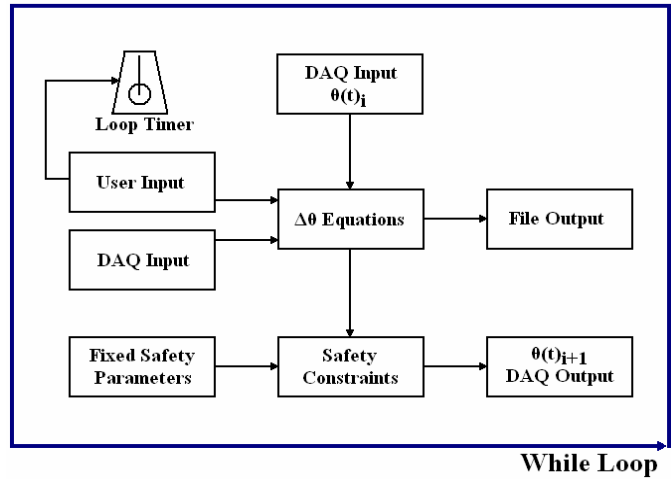 DAQ Input
θ(t)i
Loop Timer
User Input
Δθ Equations
File Output
DAQ Input
Fixed Safety
Parameters
Safety
Constraints
θ(t)i+1
DAQ Output
While Loop